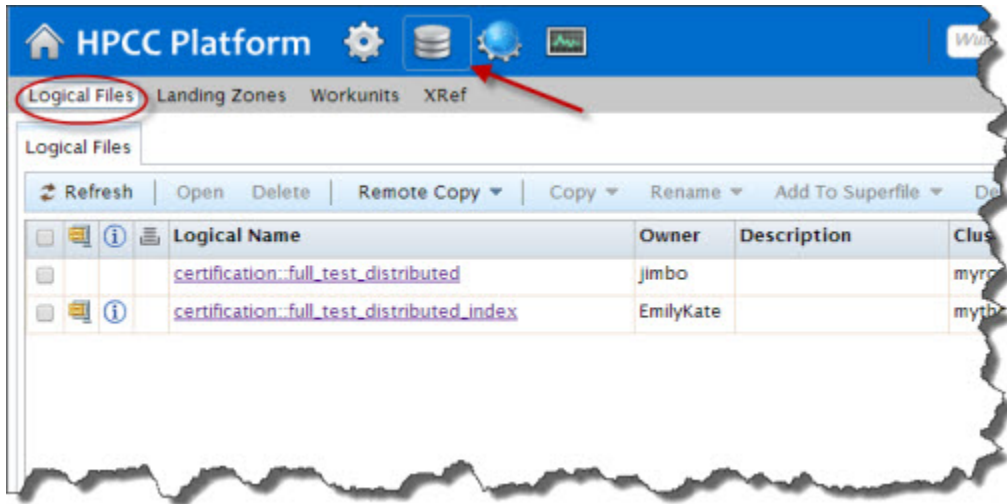 HPCC Platform
Logical Files Landing Zones Workunits XRef
Logical Files
Refresh Open Delete Remote Copy Copy Rename Add To Superfile
Logical Name Owner Description
certification::full_test_distributed jimbo
certification::full_test_distributed_index EmilyKate